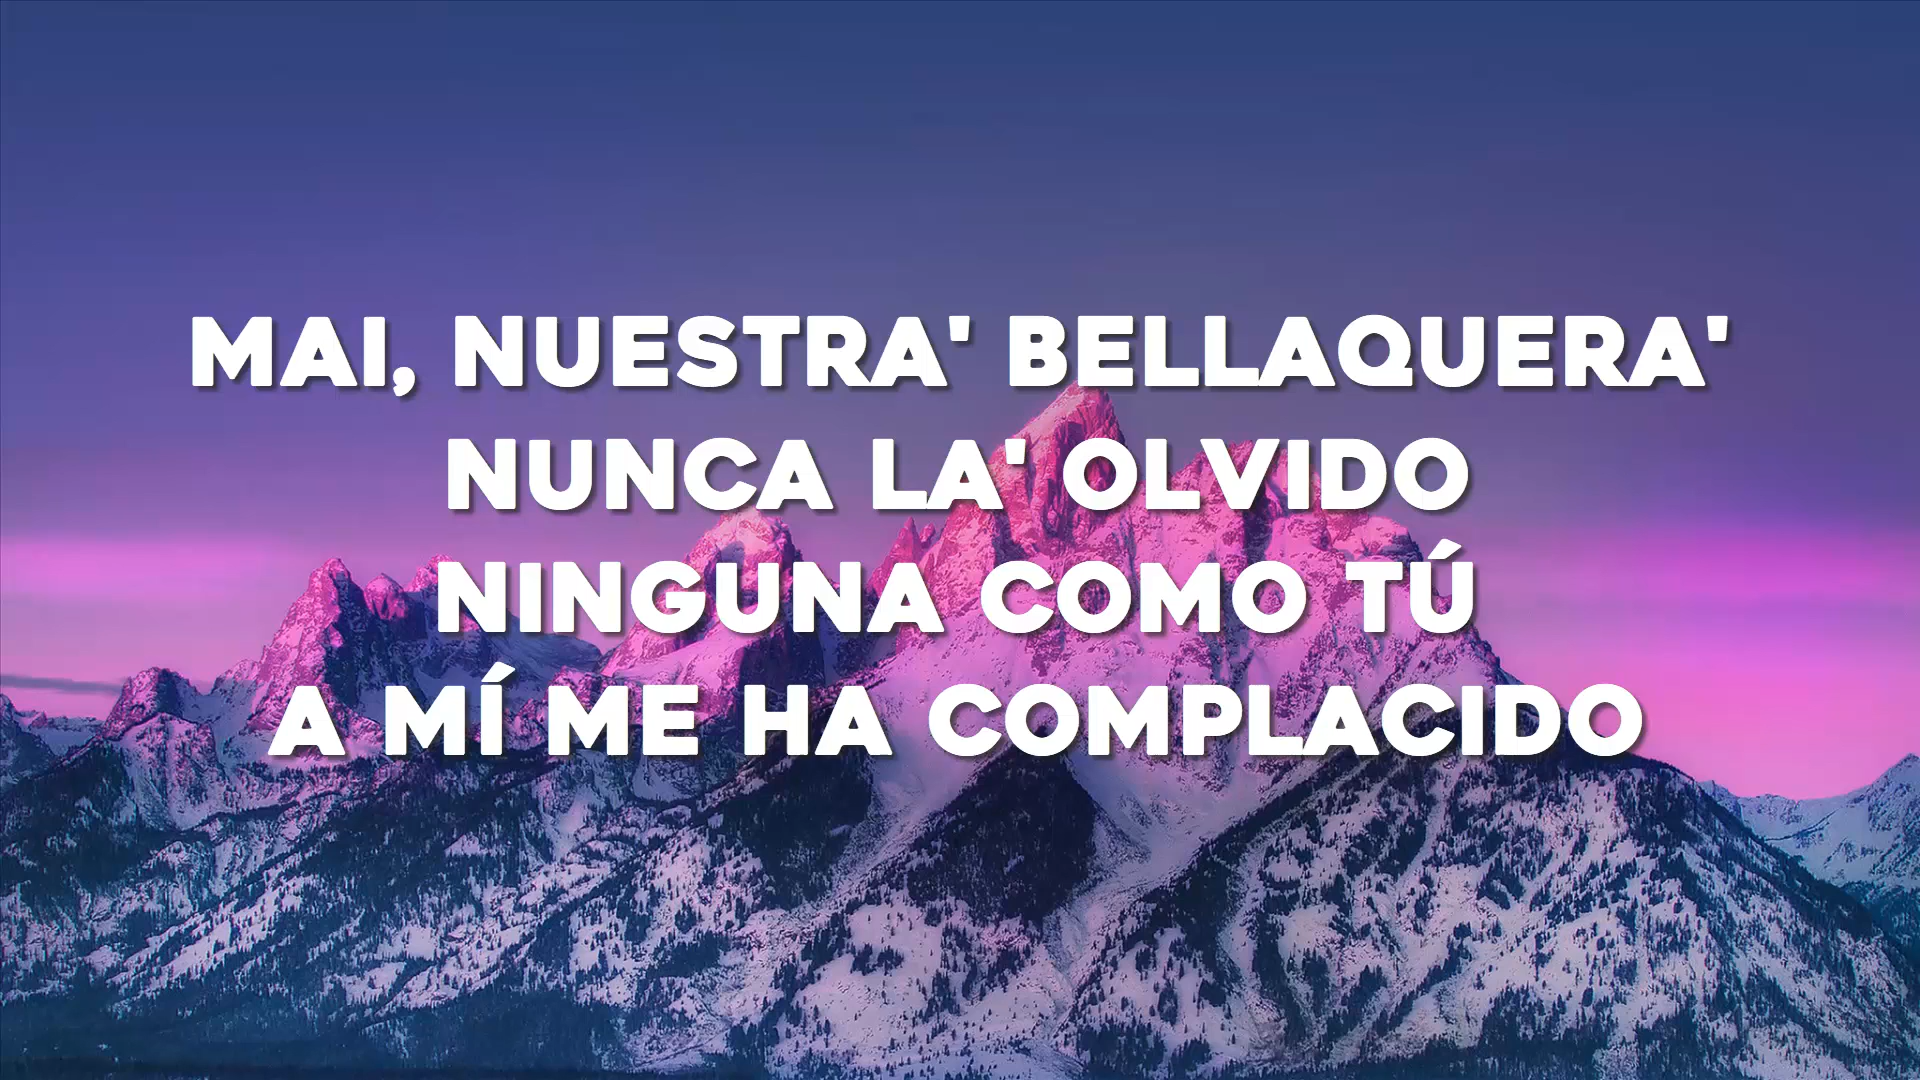 MAI, NUESTRA' BELLAQUERA'
NUNCA LA' OLVIDO
NINGUNA COMO TÚ
A MÍ ME HA COMPLACIDO